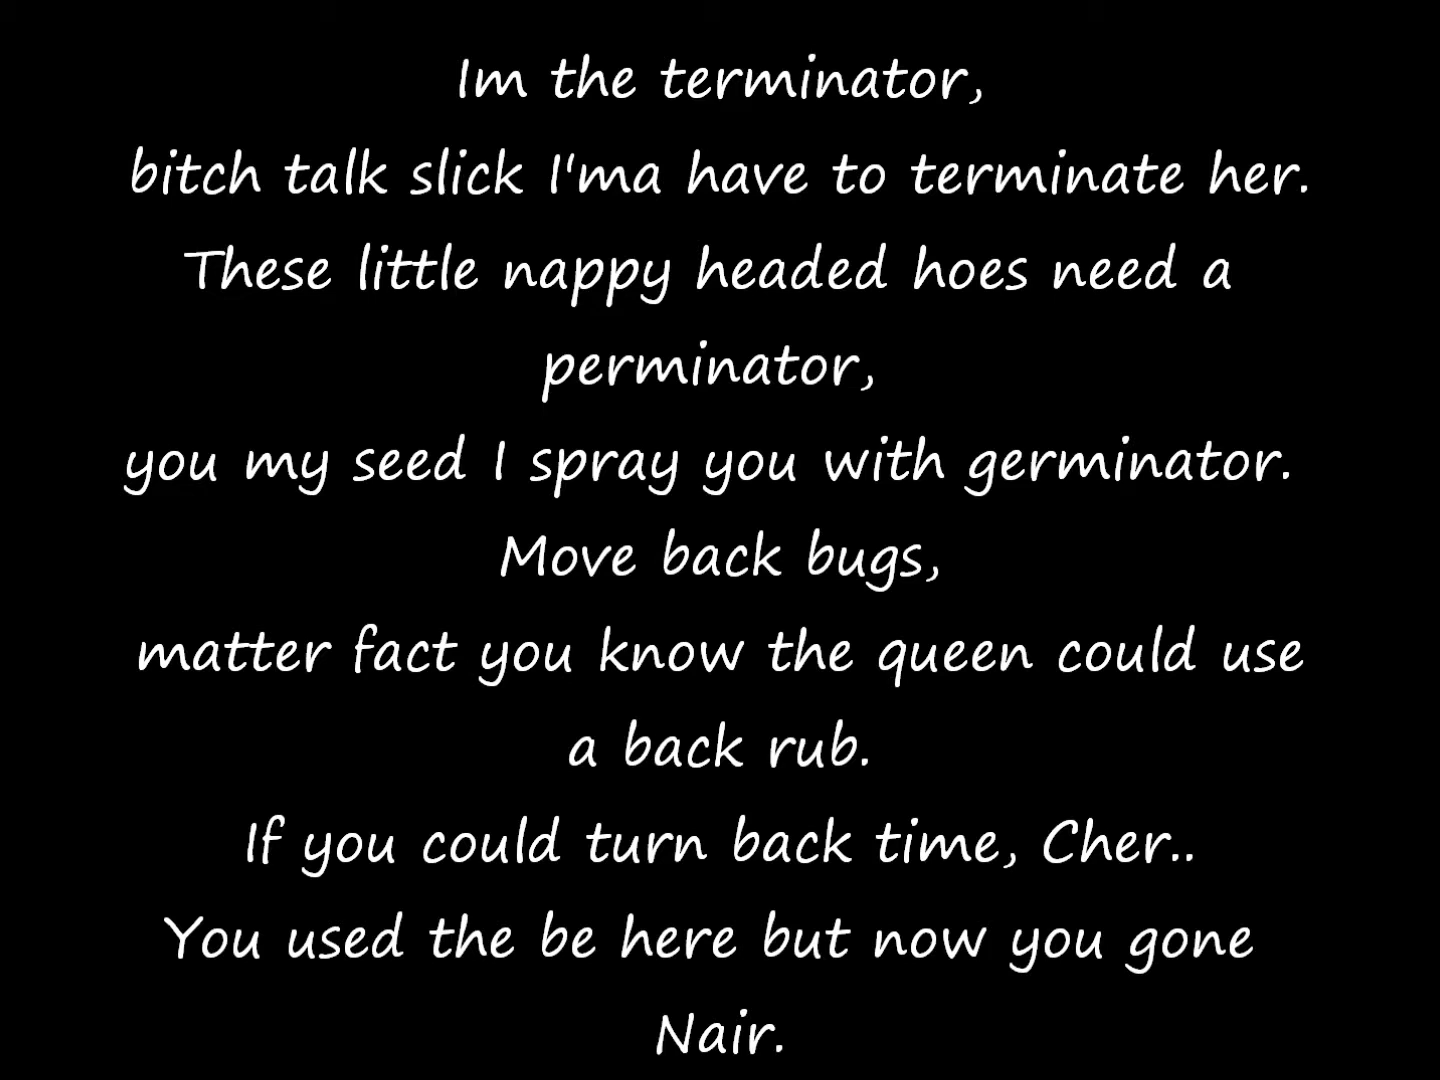 Im the terminator,
bitch talk slick I'ma have to terminate her.
These little nappy headed hoes need a
perminator,
you my seed I spray you with germinator.
Move back bugs,
matter fact you know the queen could use
a back rub.
If you could turn back time, Cher..
You used the be here but now you gone
Nair.